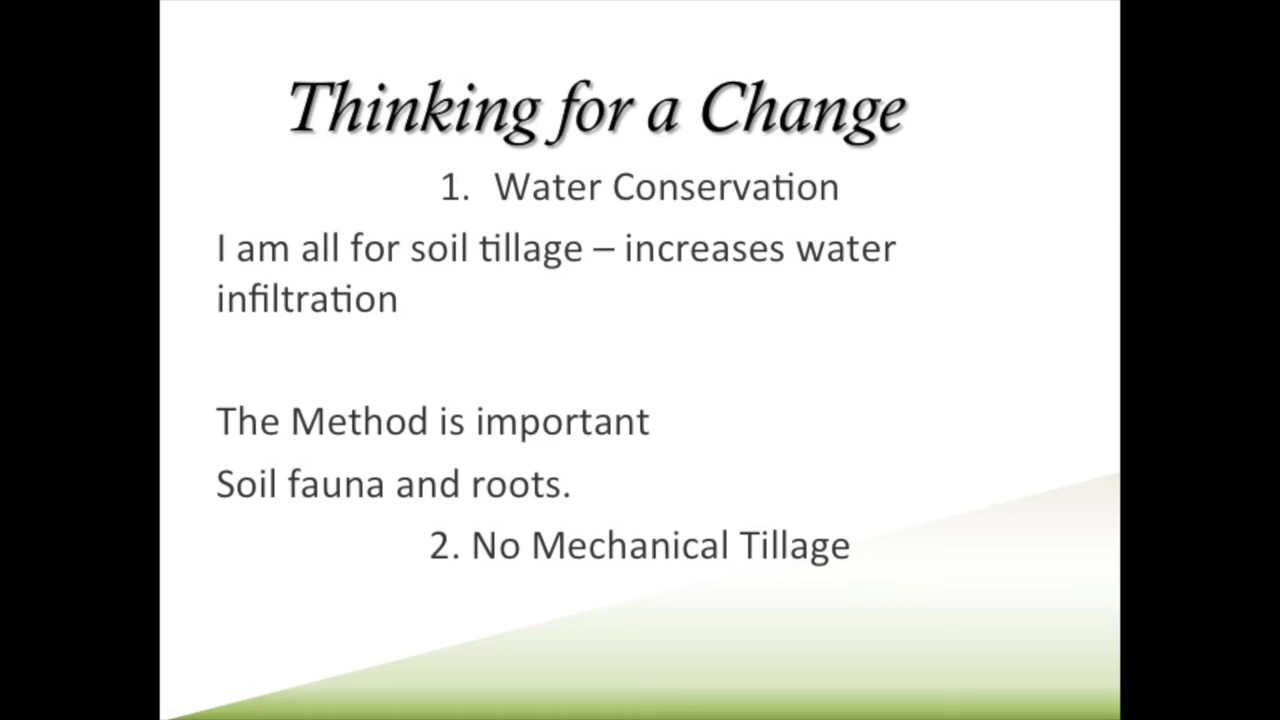 Thinking for a Change
1. Water Conservation
I am all for soil tillage – increases water
infiltration
The Method is important
Soil fauna and roots.
2. No Mechanical Tillage